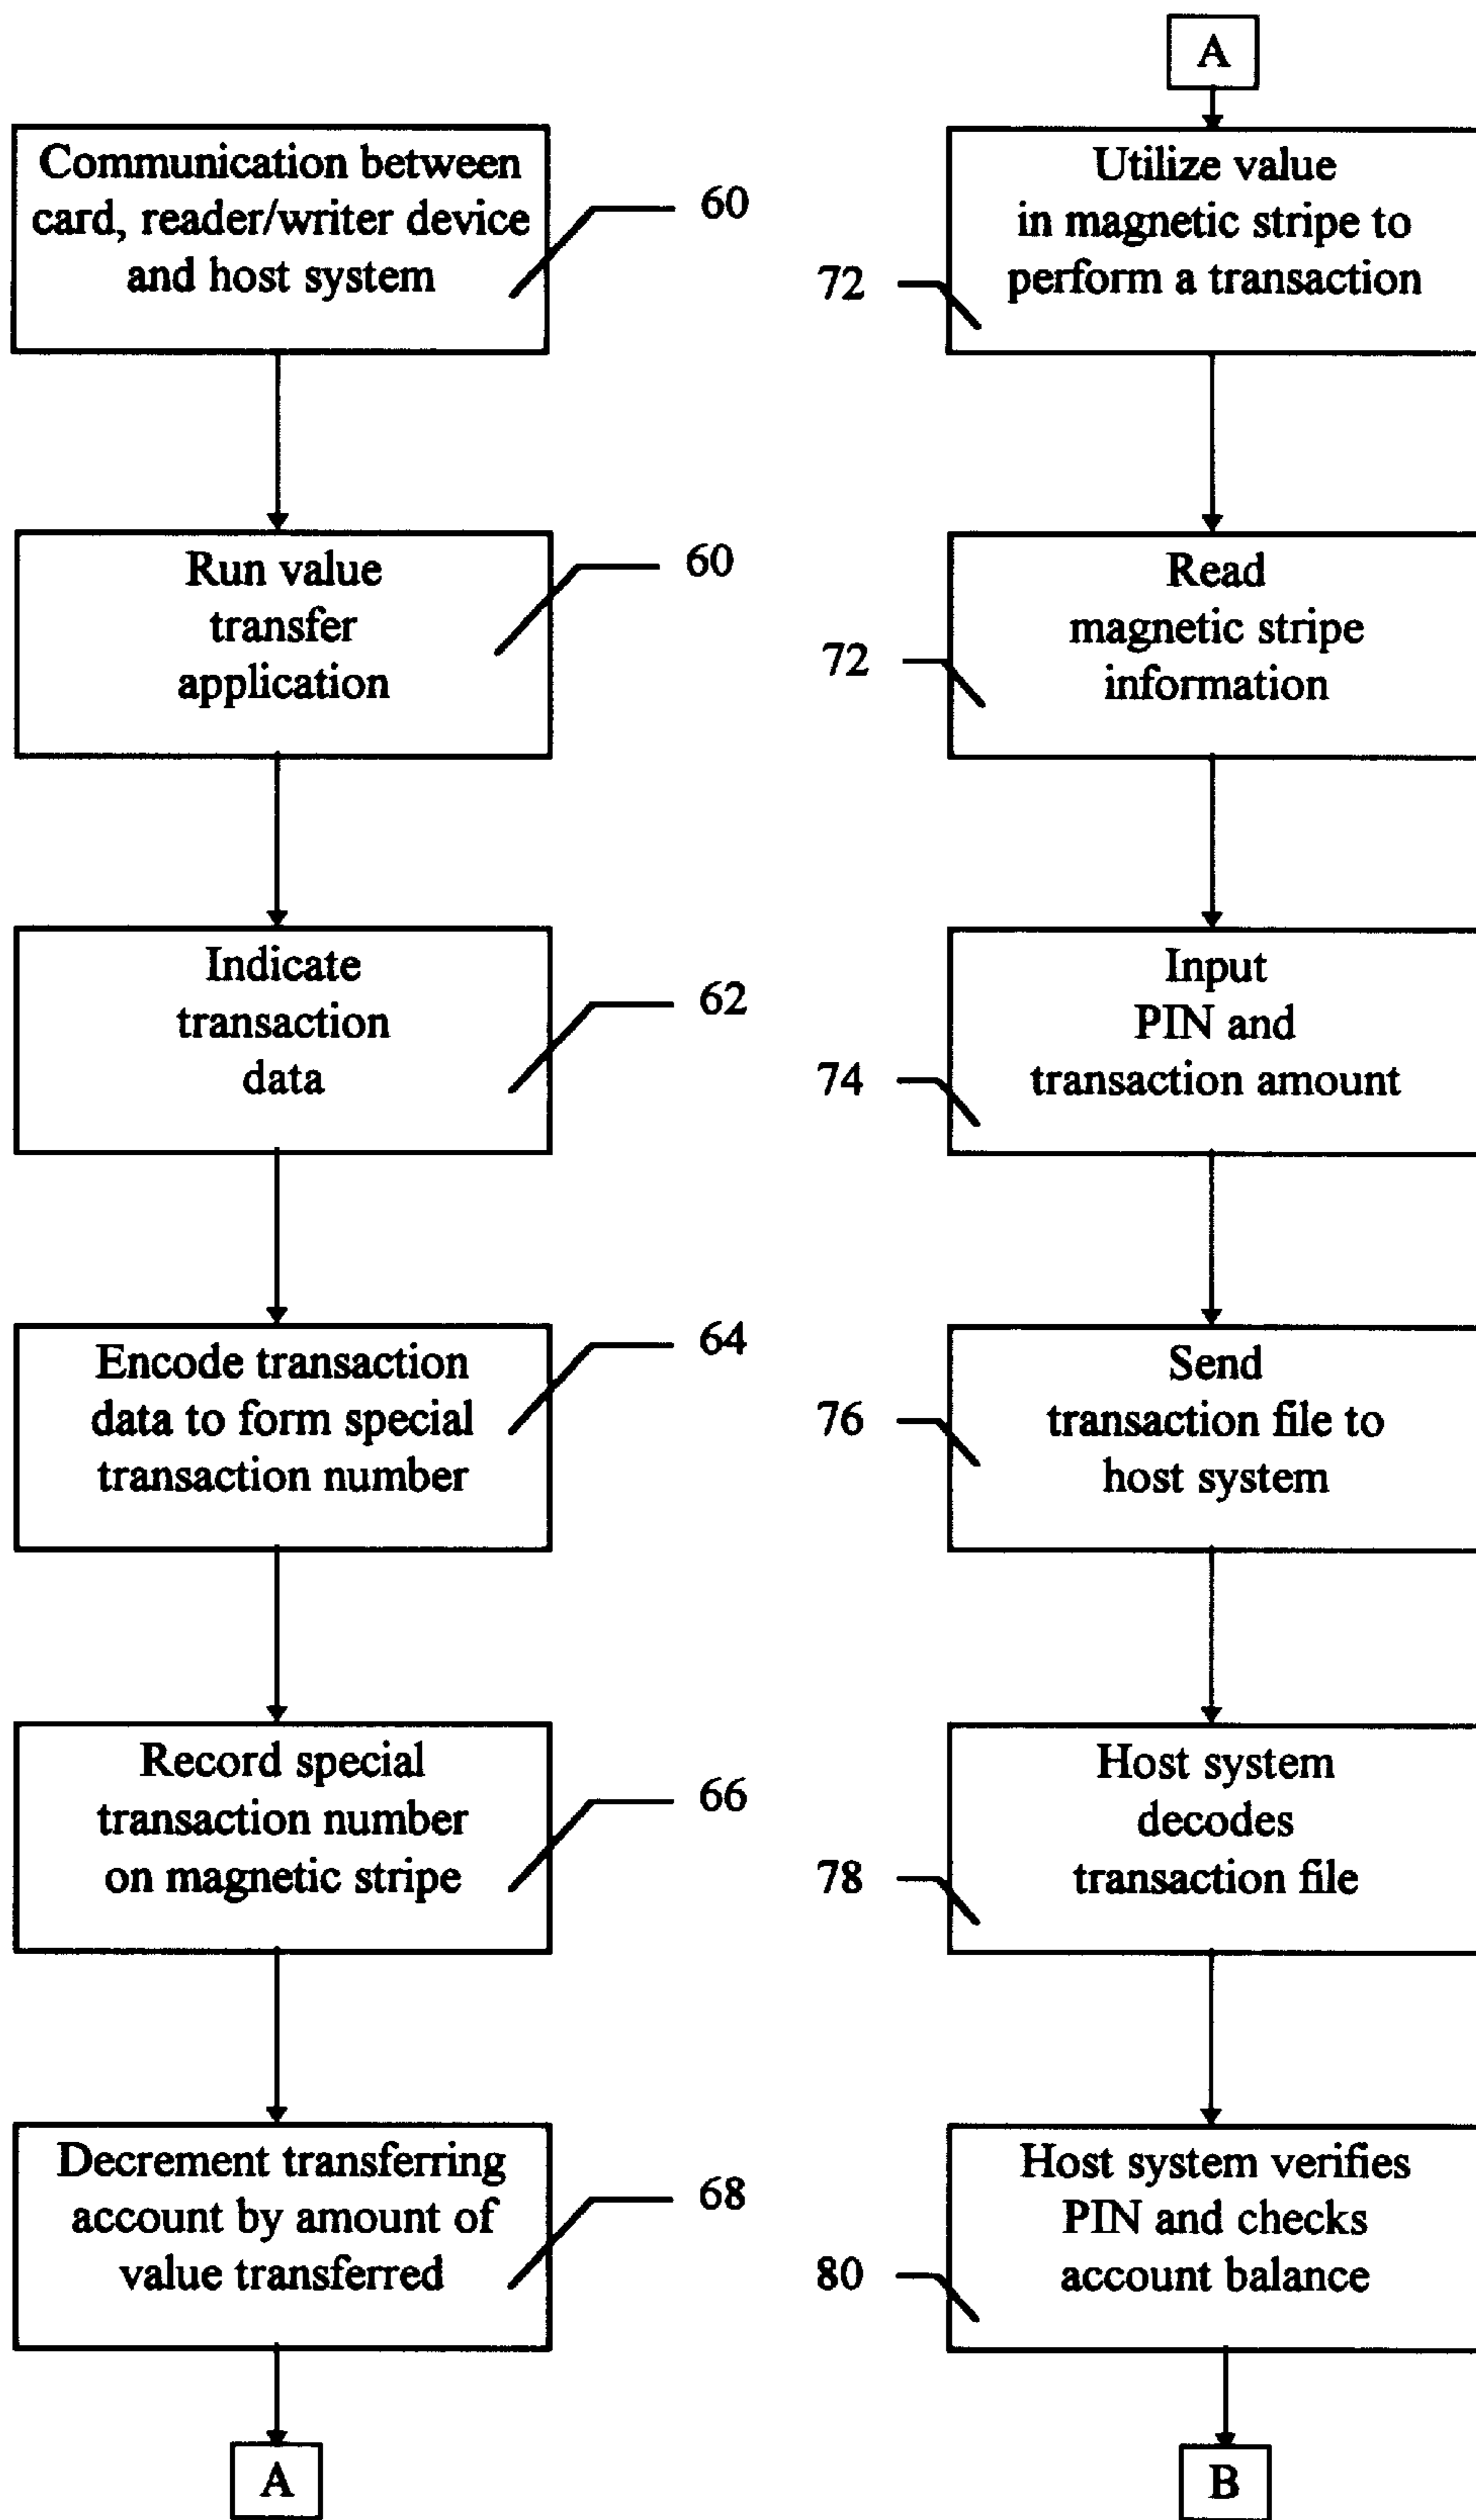 Communication between
card, reader/writer device
and host system
60
Run value
transfer
application
60
Indicate
transaction
data
62
Encode transaction
data to form special
transaction number
64
Record special
transaction number
on magnetic stripe
66
Decrement transferring
account by amount of
value transferred
68
A
A
Utilize value
in magnetic stripe to
perform a transaction
72
Read
magnetic stripe
information
72
Input
PIN and
transaction amount
74
Send
transaction file to
host system
76
Host system
decodes
transaction file
78
Host system verifies
PIN and checks
account balance
80
B